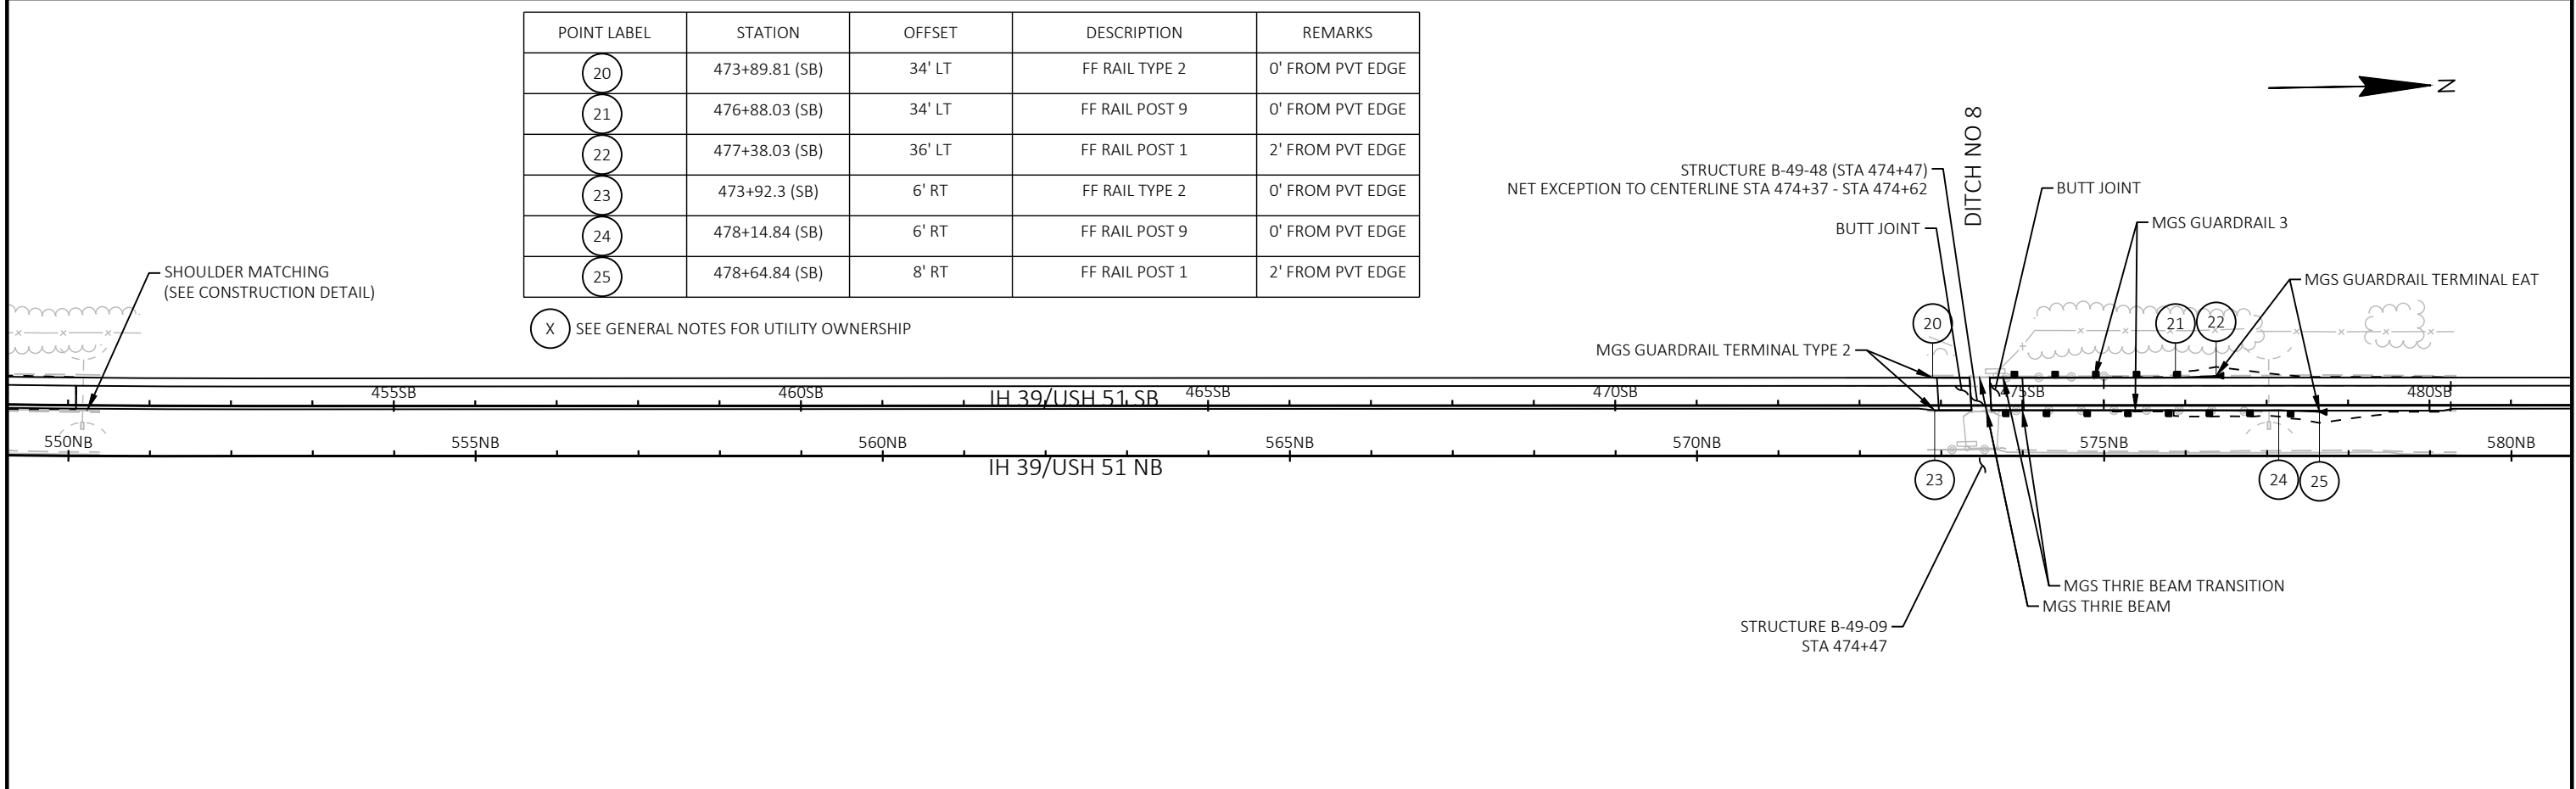 POINT LABEL STATION OFFSET DESCRIPTION REMARKS
20 473+89.81 (SB) 34' LT FF RAIL TYPE 2 0' FROM PVT EDGE
21 476+88.03 (SB) 34' LT FF RAIL POST 9 0' FROM PVT EDGE
22 477+38.03 (SB) 36' LT FF RAIL POST 1 2' FROM PVT EDGE
23 473+92.3 (SB) 6' RT FF RAIL TYPE 2 0' FROM PVT EDGE
24 478+14.84 (SB) 6' RT FF RAIL POST 9 0' FROM PVT EDGE
25 478+64.84 (SB) 8' RT FF RAIL POST 1 2' FROM PVT EDGE
X SEE GENERAL NOTES FOR UTILITY OWNERSHIP
N
DITCH NO 8
STRUCTURE B-49-48 (STA 474+47)
NET EXCEPTION TO CENTERLINE STA 474+37 - STA 474+62
BUTT JOINT
BUTT JOINT
MGS GUARDRAIL 3
MGS GUARDRAIL TERMINAL EAT
SHOULDER MATCHING
(SEE CONSTRUCTION DETAIL)
20
21
22
MGS GUARDRAIL TERMINAL TYPE 2
455SB
460SB
IH 39/USH 51 SB
465SB
470SB
475SB
480SB
550NB
555NB
560NB
565NB
570NB
575NB
580NB
IH 39/USH 51 NB
23
24
25
MGS THRIE BEAM TRANSITION
MGS THRIE BEAM
STRUCTURE B-49-09
STA 474+47